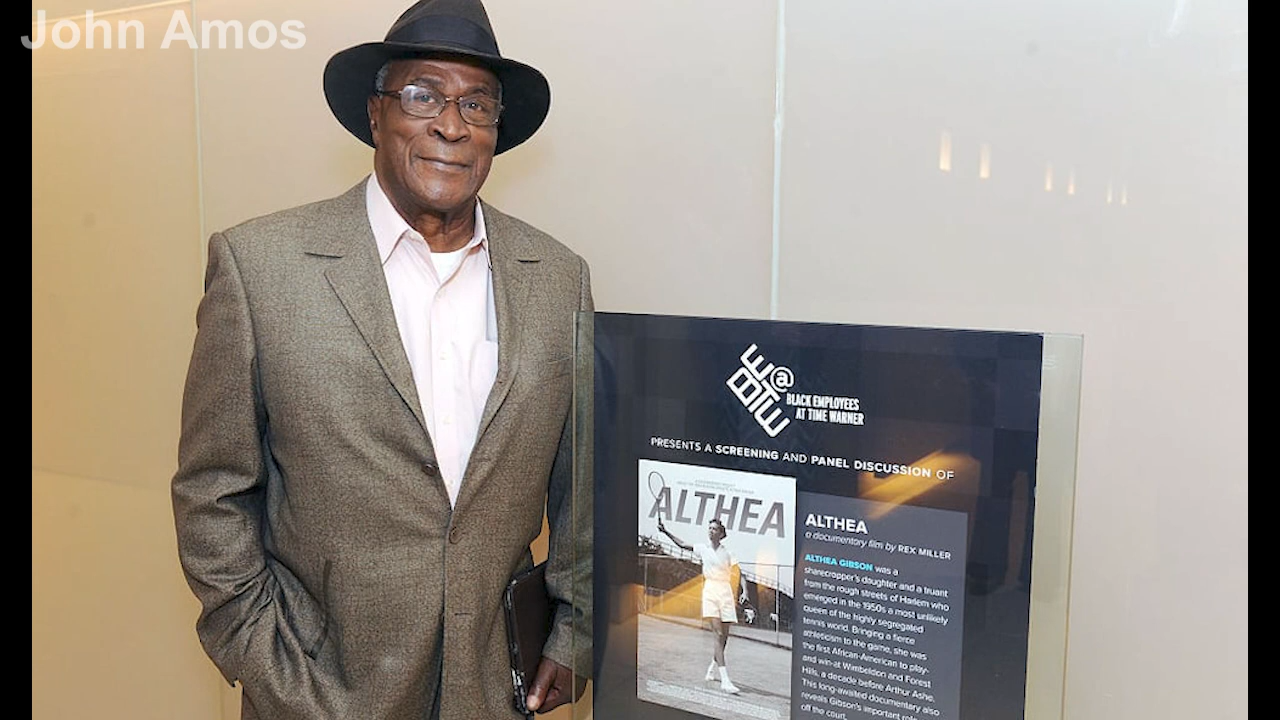 John Amos
EBTE
@
BLACK EMPLOYEES
AT TIME WARNER
PRESENTS A SCREENING AND PANEL DISCUSSION OF
ALTHEA
ALTHEA
a documentary film by REX MILLER
ALTHEA GIBSON was a
sharecropper's daughter and a truant
from the rough streets of Harlem who
emerged in the 1950s a most unlikely
queen of the highly segregated
tennis world. Bringing a fierce
athleticism to the game, she was
the first African-American to play-
and win-at Wimbeldon and Forest
Hills, a decade before Arthur Ashe.
This long-awaited documentary also
reveals Gibson's important role
off the court.